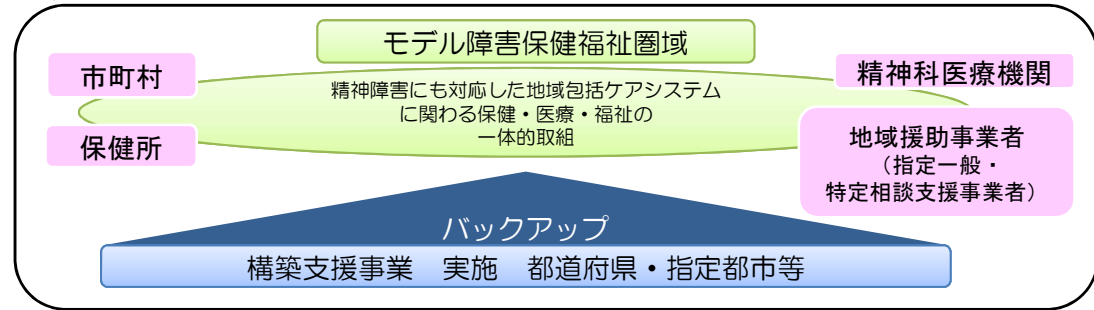 モデル障害保健福祉圏域
市町村
精神科医療機関
精神障害にも対応した地域包括ケアシステム
に関わる保健・医療・福祉の
一体的取組
保健所
地域援助事業者
（指定一般・
特定相談支援事業者）
バックアップ
構築支援事業　実施　都道府県・指定都市等